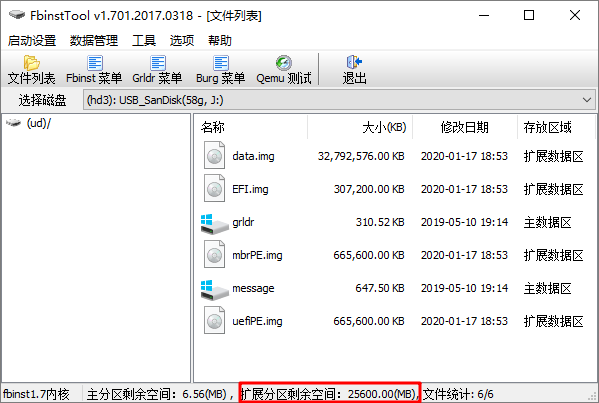 FbinstTool v1.701.2017.0318 - [文件列表]
启动设置 数据管理 工具 选项 帮助
文件列表 Fbinst 菜单 Grldr 菜单 Burg 菜单 Qemu 测试 退出
选择磁盘 (hd3): USB_SanDisk(58g, J:)
(ud)/
名称 大小(KB) 修改日期 存放区域
data.img 32,792,576.00 KB 2020-01-17 18:53 扩展数据区
EFI.img 307,200.00 KB 2020-01-17 18:53 扩展数据区
grldr 310.52 KB 2019-05-10 19:14 主数据区
mbrPE.img 665,600.00 KB 2020-01-17 18:53 扩展数据区
message 647.50 KB 2019-05-10 19:14 主数据区
uefiPE.img 665,600.00 KB 2020-01-17 18:53 扩展数据区
fbinst1.7内核 主分区剩余空间：6.56(MB) , 扩展分区剩余空间：25600.00(MB), 文件统计: 6/6